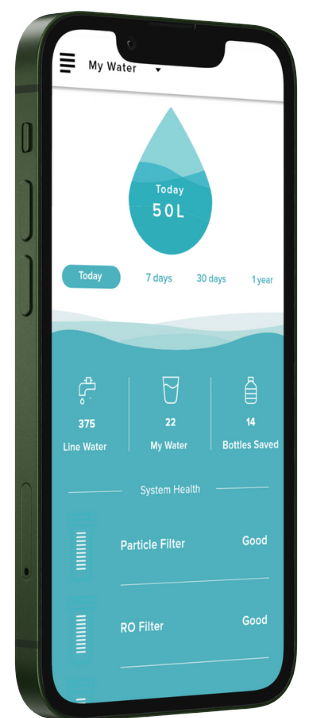 My Water
Today
50L
Today 7 days 30 days 1 year
375 22 14
Line Water My Water Bottles Saved
System Health
Particle Filter Good
RO Filter Good